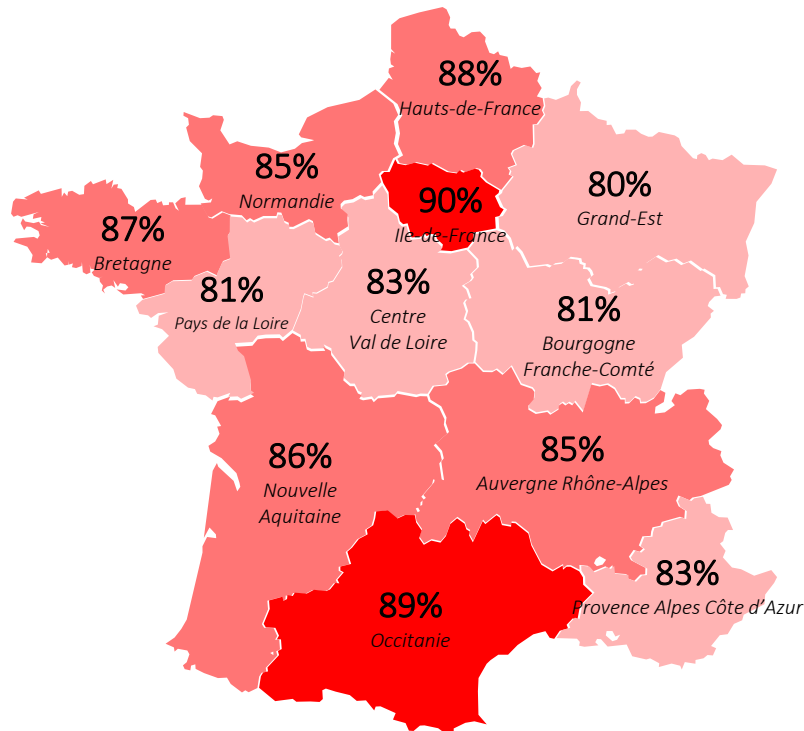 88%
Hauts-de-France
85%
Normandie
90%
Ile-de-France
80%
Grand-Est
87%
Bretagne
81%
Pays de la Loire
83%
Centre
Val de Loire
81%
Bourgogne
Franche-Comté
86%
Nouvelle
Aquitaine
85%
Auvergne Rhône-Alpes
89%
Occitanie
83%
Provence Alpes Côte d’Azur